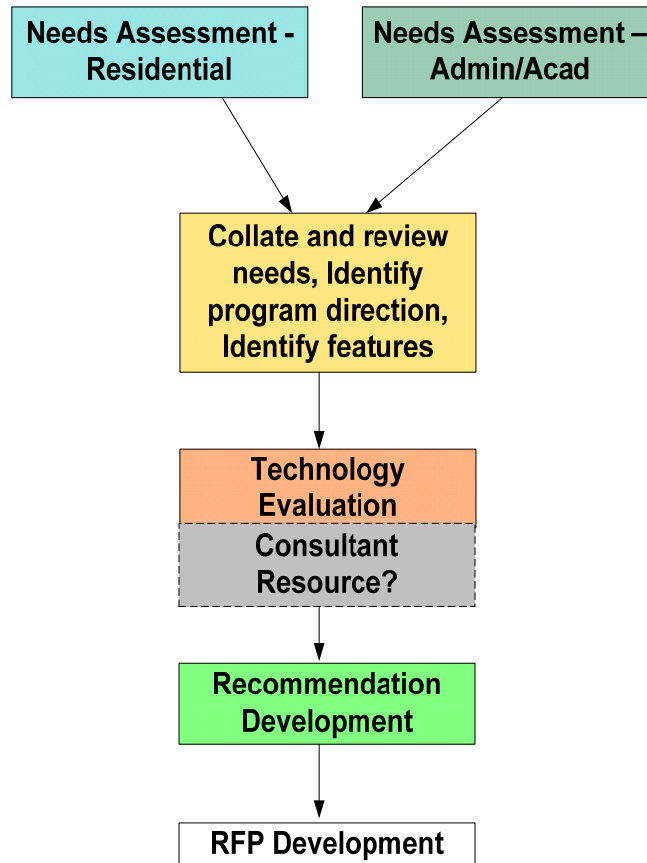 Needs Assessment -
Residential
Needs Assessment –
Admin/Acad
Collate and review
needs, Identify
program direction,
Identify features
Technology
Evaluation
Consultant
Resource?
Recommendation
Development
RFP Development